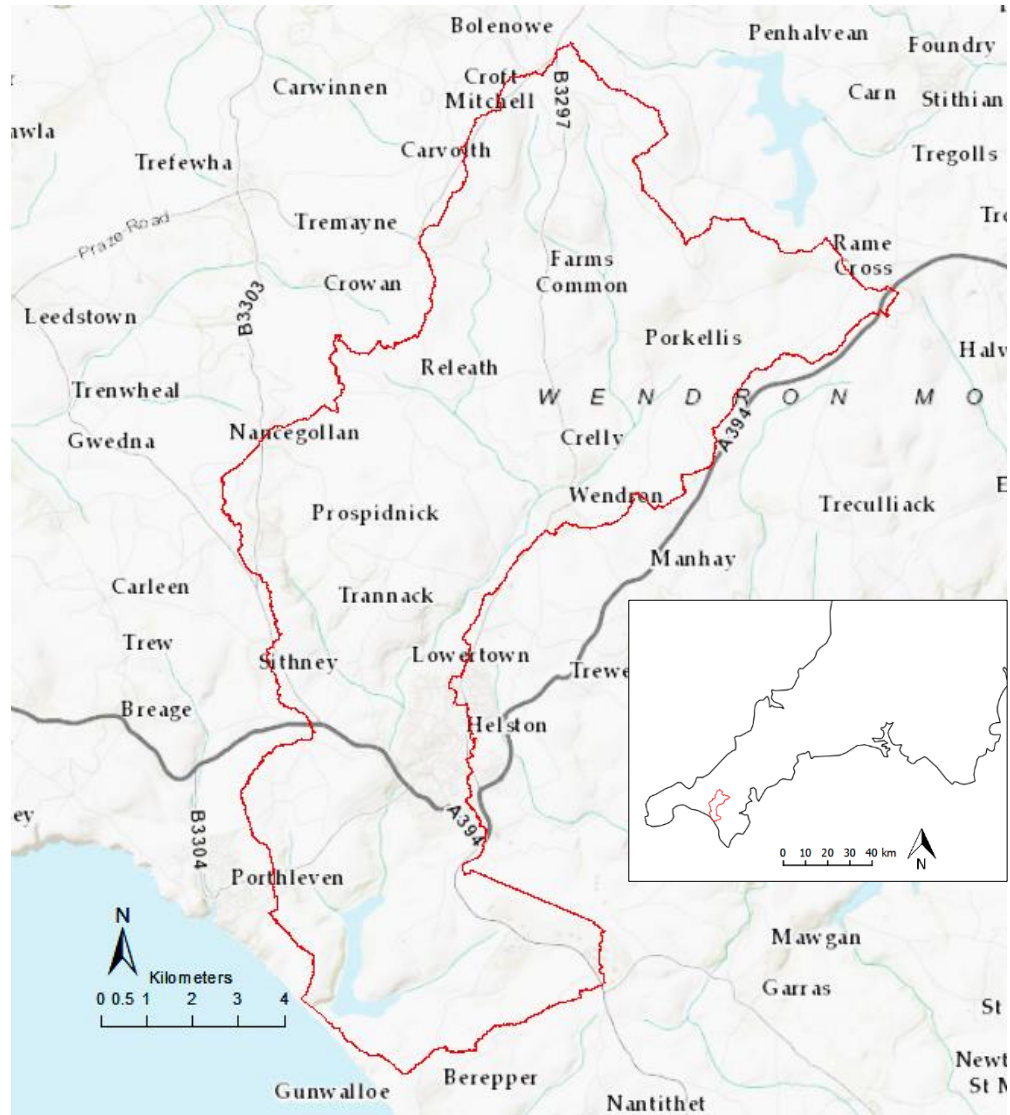 Bolenowe
Penhalvean
Foundry
Croft
Mitchell
B3297
Carwinnen
Carn
Stithian
awla
Carvolth
Tregolls
Trefewha
Praze Road
Tremayne
Tre
Rame
Cross
Farms
Common
Crowan
Leedstown
B3303
Porkellis
Halv
Releath
Trenwheal
W E N D R O N M O
Nancegollan
Gwedna
Crelly
A394
Wendron
Prospidnick
Treculliack
E
Manhay
Carleen
Trannack
Trew
Sithney
Lowertown
Trewe
Breage
Helston
ey
B3304
A394
0 10 20 30 40 km
N
Porthleven
N
Kilometers
0 0.5 1 2 3 4
Mawgan
Garras
St
Newt
St M
Berepper
Gunwalloe
Nantithet